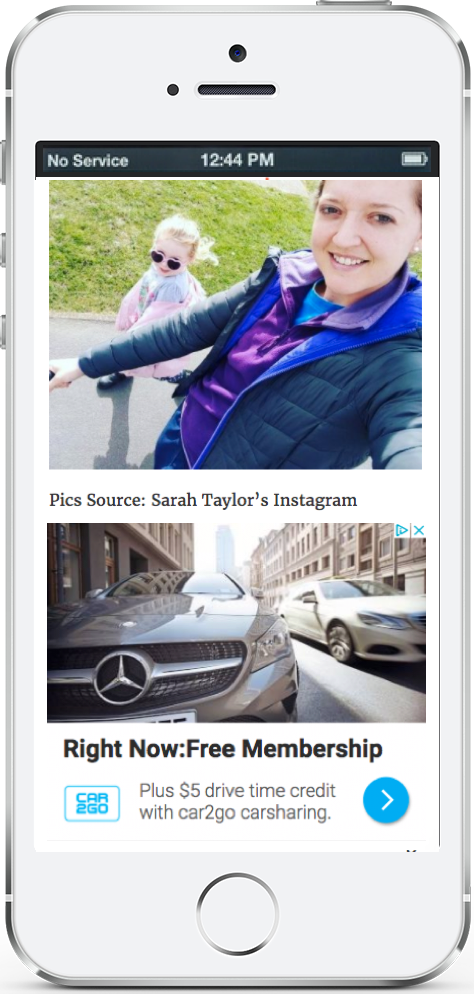 No Service 12:44 PM
Pics Source: Sarah Taylor's Instagram
Right Now:Free Membership
CAR
2GO
Plus $5 drive time credit
with car2go carsharing.